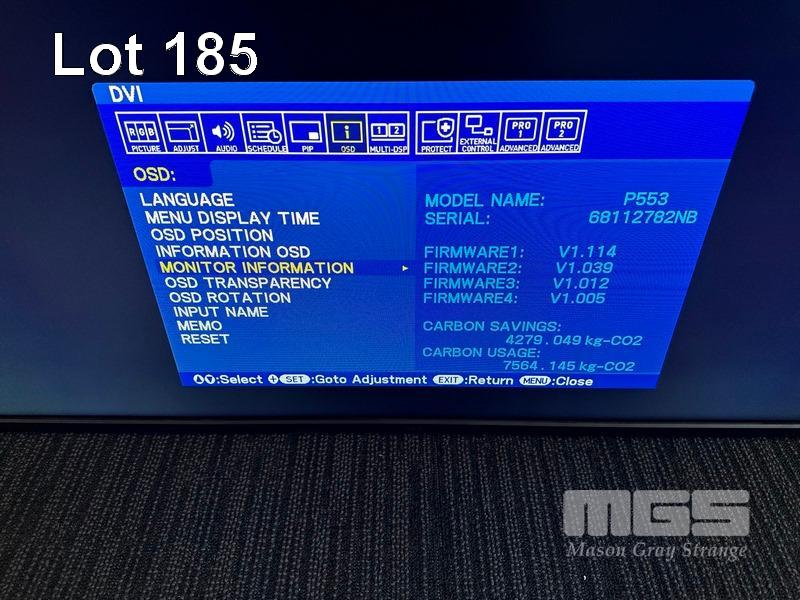 Lot 185
DVI
RGB
1 2
PRO 1
PRO 2
PICTURE ADJUST AUDIO SCHEDULE PIP OSD MULTI-DSP PROTECT EXTERNAL CONTROL ADVANCED ADVANCED
OSD:
LANGUAGE
MENU DISPLAY TIME
OSD POSITION
INFORMATION OSD
MONITOR INFORMATION
OSD TRANSPARENCY
OSD ROTATION
INPUT NAME
MEMO
RESET
MODEL NAME: P553
SERIAL: 68112782NB
FIRMWARE1: V1.114
FIRMWARE2: V1.039
FIRMWARE3: V1.012
FIRMWARE4: V1.005
CARBON SAVINGS:
4279.049 kg-CO2
CARBON USAGE:
7564.145 kg-CO2
:Select SET :Goto Adjustment EXIT :Return MENU :Close
MGS
Mason Gray Strange